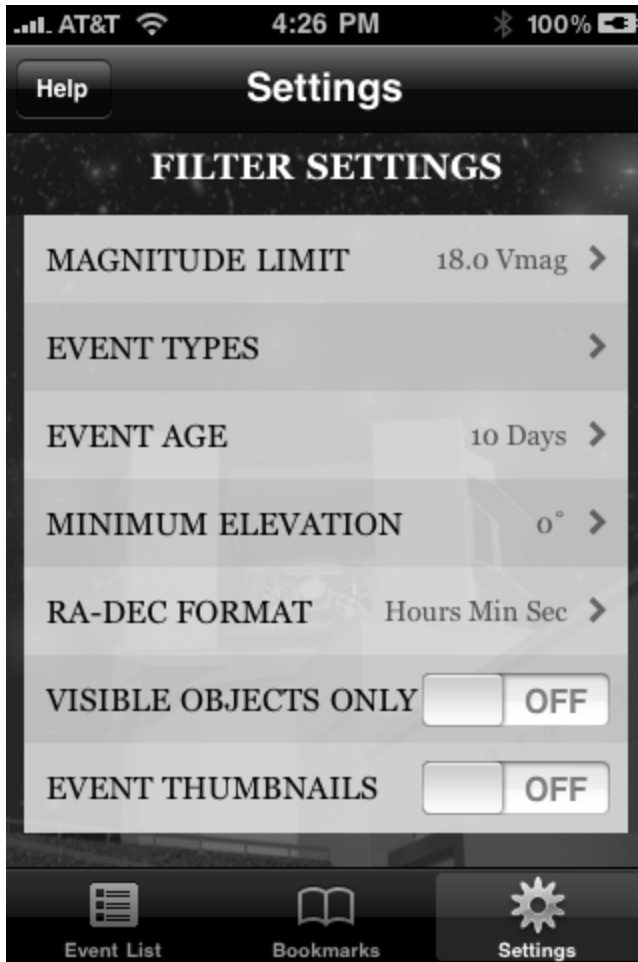 AT&T 4:26 PM 100%
Help Settings
FILTER SETTINGS
MAGNITUDE LIMIT 18.0 Vmag
EVENT TYPES
EVENT AGE 10 Days
MINIMUM ELEVATION 0°
RA-DEC FORMAT Hours Min Sec
VISIBLE OBJECTS ONLY OFF
EVENT THUMBNAILS OFF
Event List Bookmarks Settings